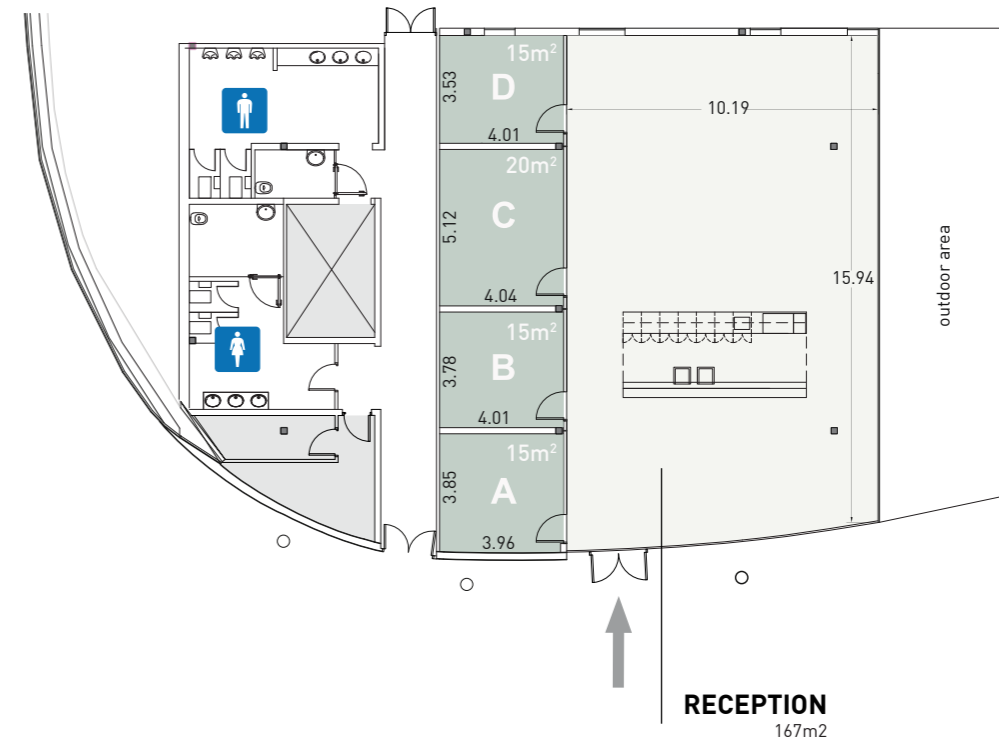 15m²
D
3.53
4.01
10.19
20m²
C
5.12
4.04
15.94
outdoor area
15m²
B
3.78
4.01
15m²
A
3.85
3.96
RECEPTION
167m2